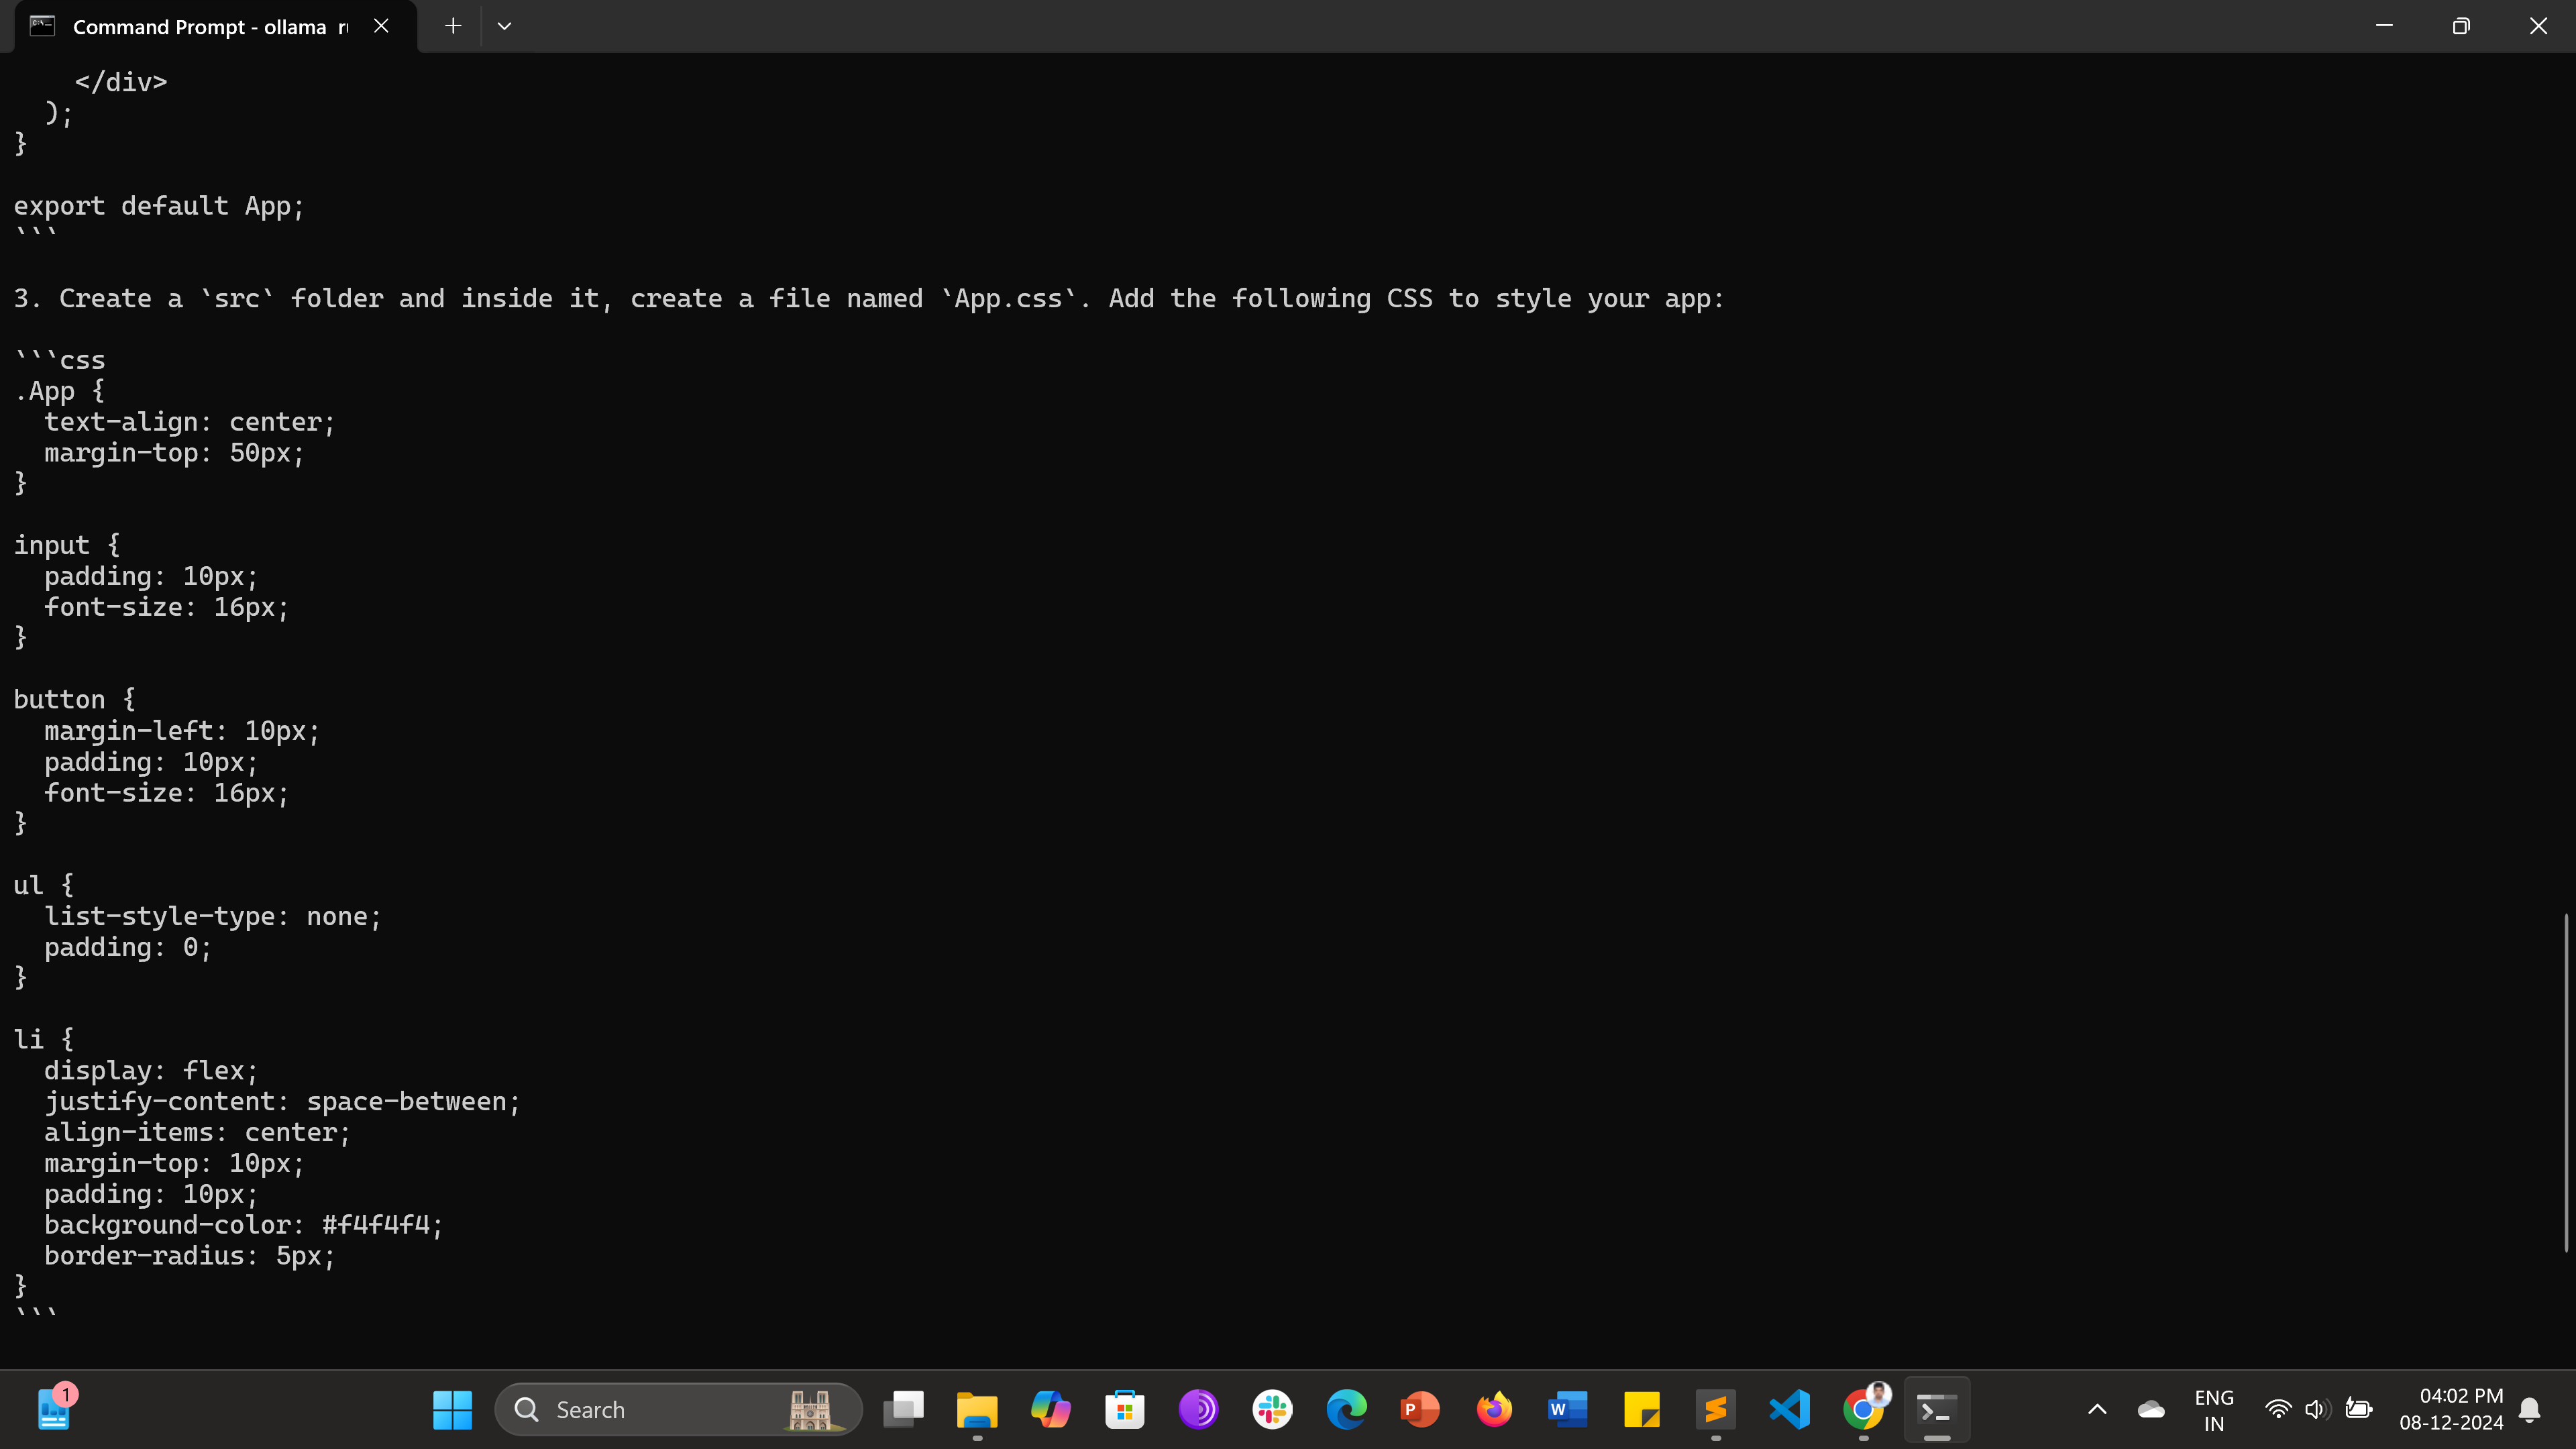 Command Prompt - ollama
</div>
);
}
export default App;
```
3. Create a `src` folder and inside it, create a file named `App.css`. Add the following CSS to style your app:
```css
.App {
text-align: center;
margin-top: 50px;
}
input {
padding: 10px;
font-size: 16px;
}
button {
margin-left: 10px;
padding: 10px;
font-size: 16px;
}
ul {
list-style-type: none;
padding: 0;
}
li {
display: flex;
justify-content: space-between;
align-items: center;
margin-top: 10px;
padding: 10px;
background-color: #f4f4f4;
border-radius: 5px;
}
```
1
Search
ENG
IN
04:02 PM
08-12-2024